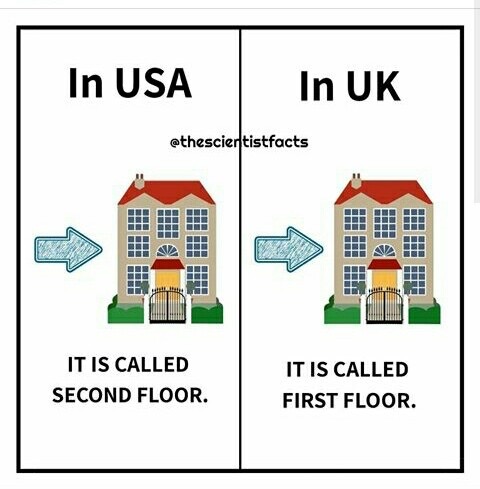 In USA
In UK
@thescientistfacts
IT IS CALLED
SECOND FLOOR.
IT IS CALLED
FIRST FLOOR.